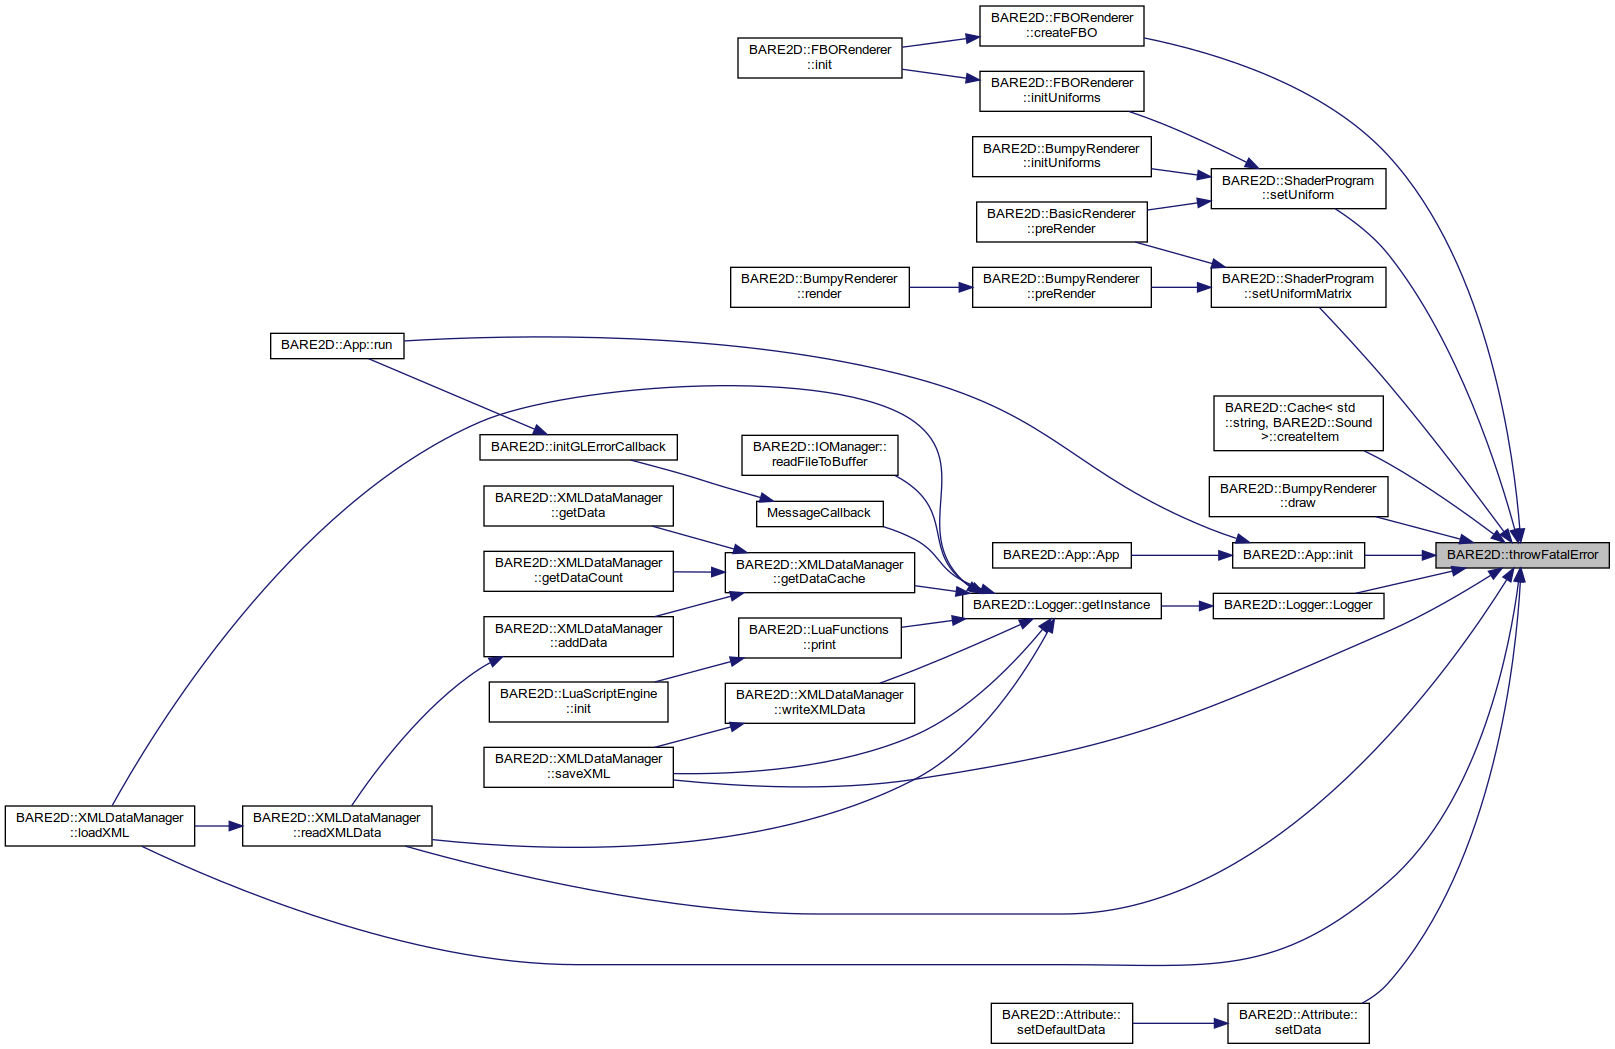 BARE2D::FBORenderer
::createFBO
BARE2D::FBORenderer
::init
BARE2D::FBORenderer
::initUniforms
BARE2D::BumpyRenderer
::initUniforms
BARE2D::ShaderProgram
::setUniform
BARE2D::BasicRenderer
::preRender
BARE2D::BumpyRenderer
::render
BARE2D::BumpyRenderer
::preRender
BARE2D::ShaderProgram
::setUniformMatrix
BARE2D::App::run
BARE2D::Cache< std
::string, BARE2D::Sound
>::createItem
BARE2D::initGLErrorCallback
BARE2D::IOManager::
readFileToBuffer
BARE2D::XMLDataManager
::getData
MessageCallback
BARE2D::BumpyRenderer
::draw
BARE2D::App::App
BARE2D::App::init
BARE2D::throwFatalError
BARE2D::XMLDataManager
::getDataCount
BARE2D::XMLDataManager
::getDataCache
BARE2D::Logger::getInstance
BARE2D::Logger::Logger
BARE2D::XMLDataManager
::addData
BARE2D::LuaFunctions
::print
BARE2D::LuaScriptEngine
::init
BARE2D::XMLDataManager
::writeXMLData
BARE2D::XMLDataManager
::saveXML
BARE2D::XMLDataManager
::loadXML
BARE2D::XMLDataManager
::readXMLData
BARE2D::Attribute::
setDefaultData
BARE2D::Attribute::
setData